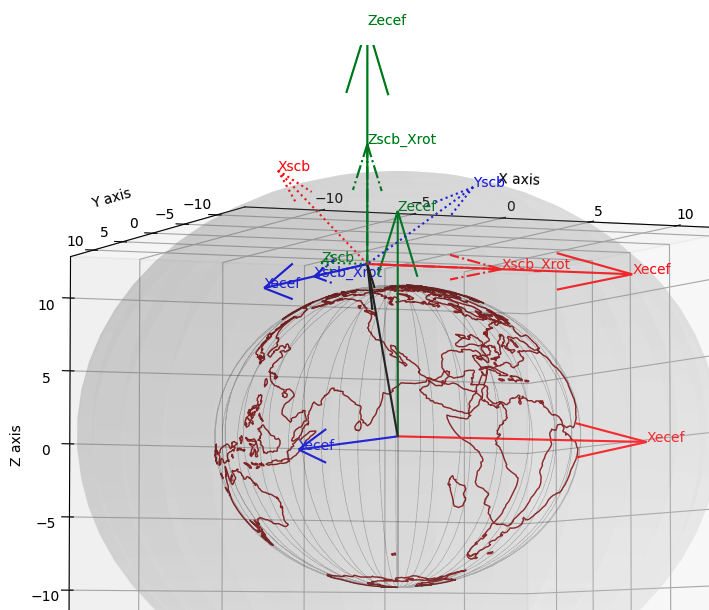 Zecef
Zscb_Xrot
Xscb
Yscb
X axis
Y axis
−10
−5
0
5
10
−10
−5
0
5
10
Zecef
Zscb
Xscb_Xrot
Xecef
Yecef
Yscb_Xrot
10
5
0
−5
−10
Z axis
Xecef
Yecef